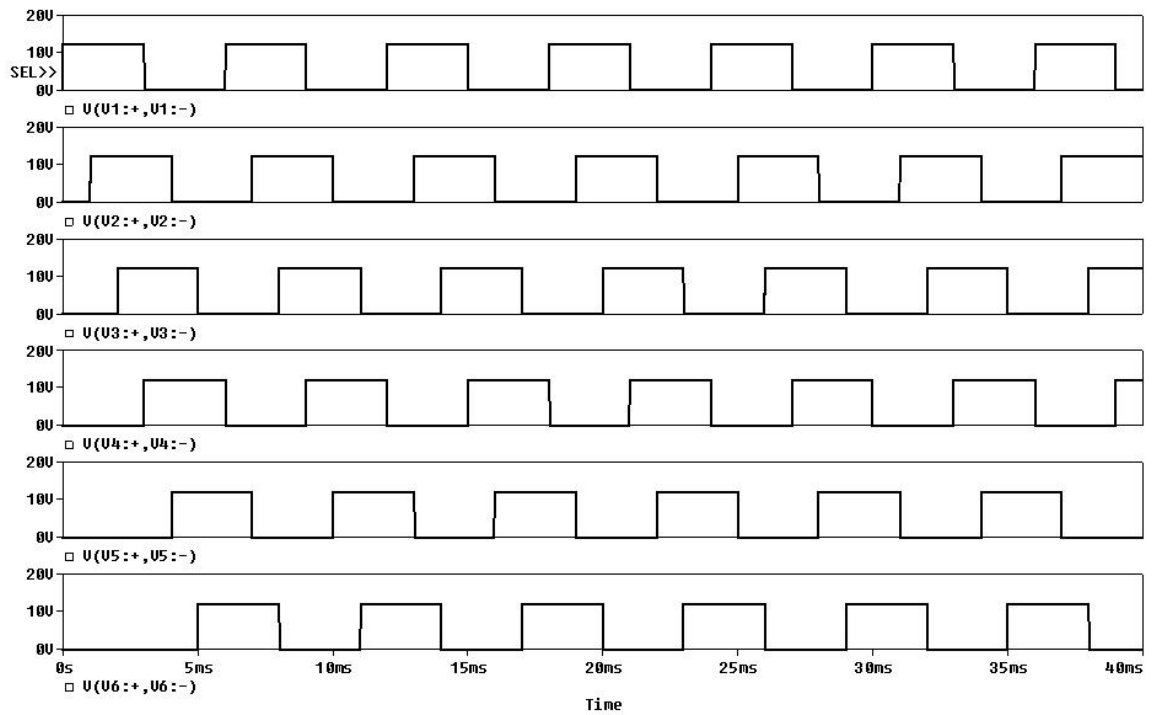 20V
10V
SEL>>
0V
V(V1:+,V1:-)
20V
10V
0V
V(V2:+,V2:-)
20V
10V
0V
V(V3:+,V3:-)
20V
10V
0V
V(V4:+,V4:-)
20V
10V
0V
V(V5:+,V5:-)
20V
10V
0V
0s 5ms 10ms 15ms 20ms 25ms 30ms 35ms 40ms
V(V6:+,V6:-)
Time